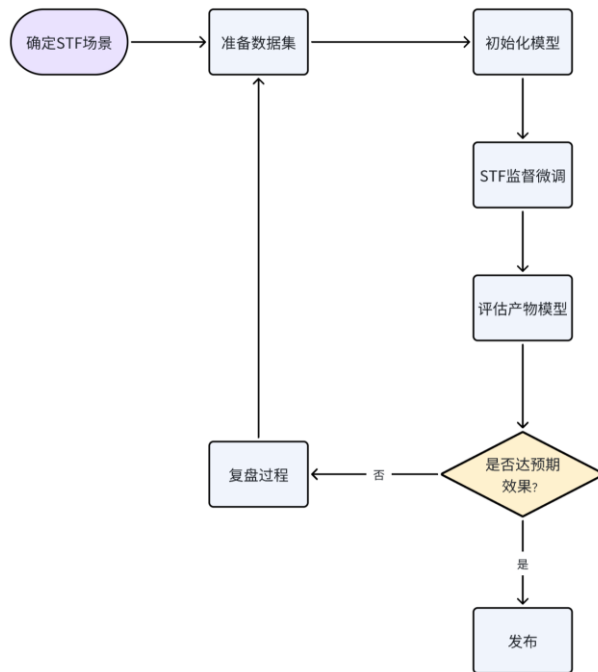 确定STF场景
准备数据集
初始化模型
STF监督微调
评估产物模型
是否达预期
效果?
否
复盘过程
是
发布